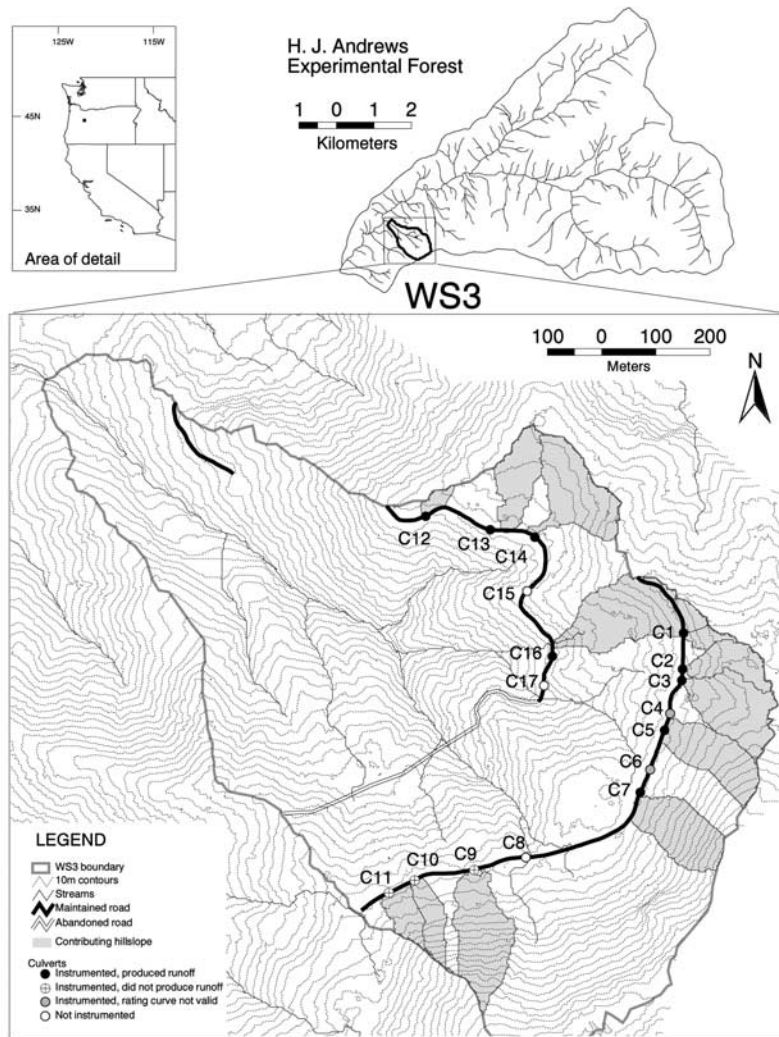 125W 115W
45N
35N
Area of detail
H. J. Andrews
Experimental Forest
1 0 1 2
Kilometers
WS3
100 0 100 200
Meters
N
C12
C13
C14
C15
C16
C17
C1
C2
C3
C4
C5
C6
C7
C8
C9
C10
C11
LEGEND
WS3 boundary
10m contours
Streams
Maintained road
Abandoned road
Contributing hillslope
Culverts
Instrumented, produced runoff
Instrumented, did not produce runoff
Instrumented, rating curve not valid
Not instrumented